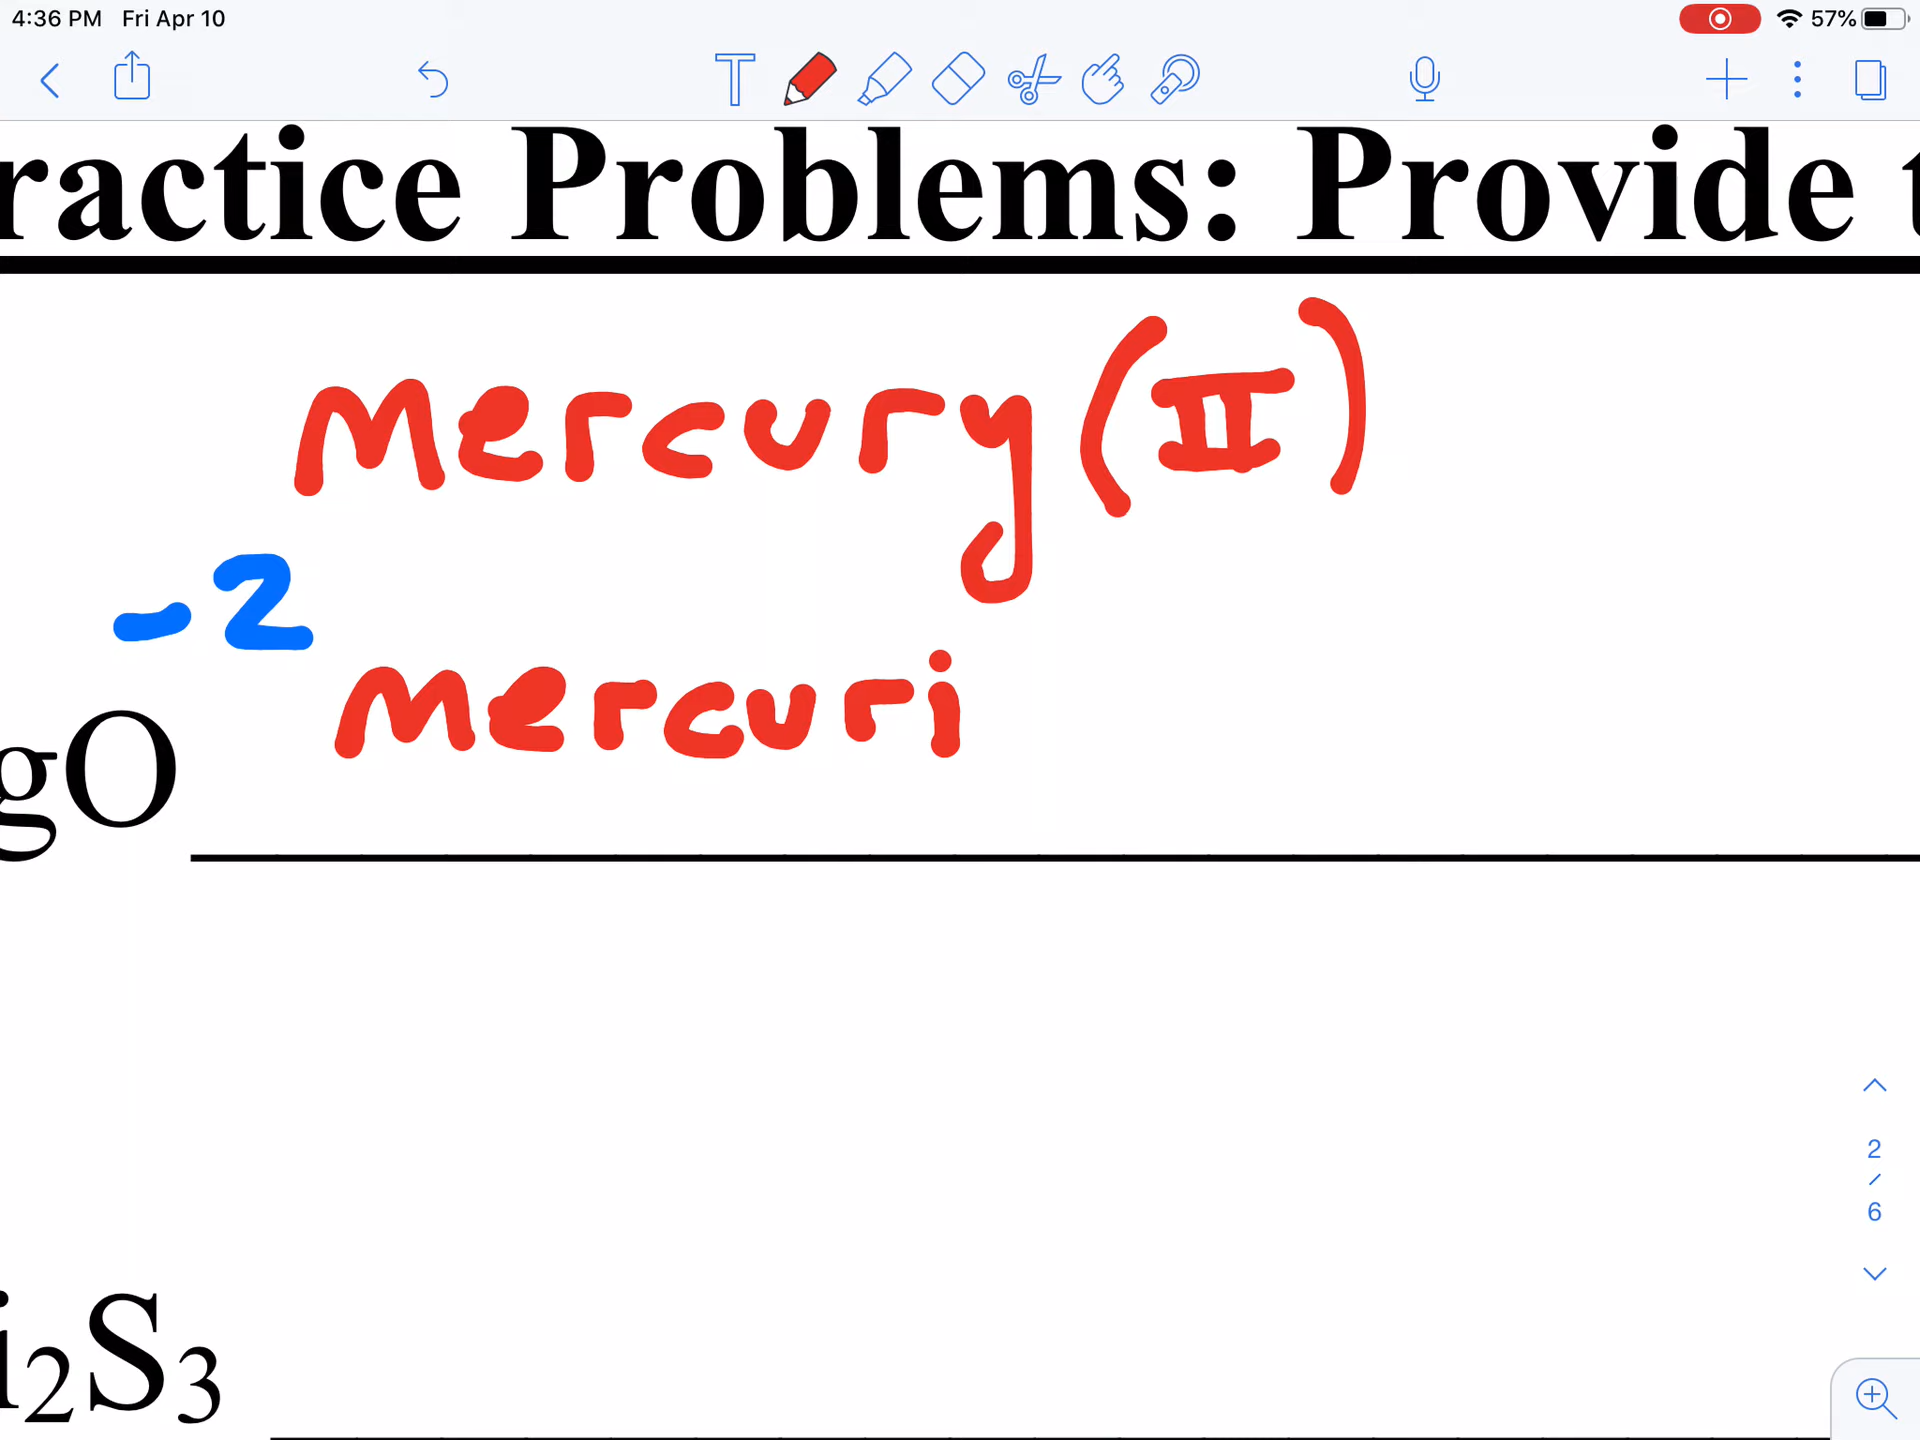 4:36 PM Fri Apr 10 57%
T
ractice Problems: Provide t
Mercury (II)
-2
Mercuri
gO
2
/
6
i₂S₃